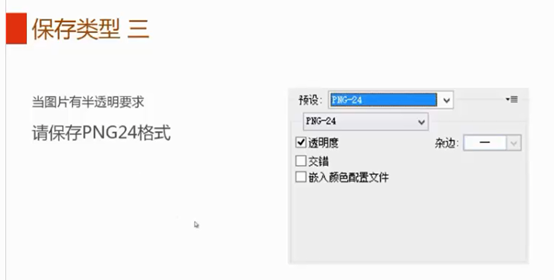 保存类型 三
当图片有半透明要求
请保存PNG24格式
预设: PNG-24
PNG-24
透明度 杂边: 一
交错
嵌入颜色配置文件